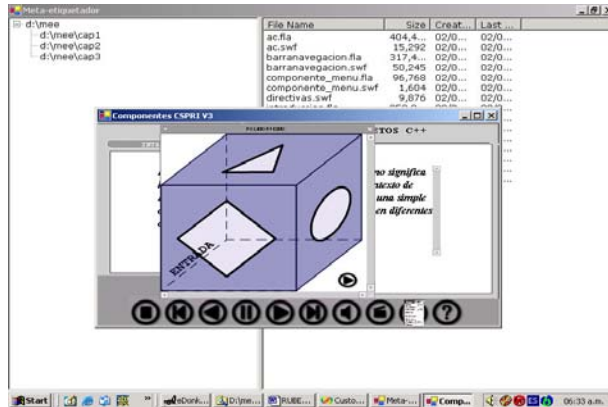 Meta-etiquetador
d:\mee
d:\mee\cap1
d:\mee\cap2
d:\mee\cap3
File Name Size Creat... Last ...
ac.fla 404,4... 02/0... 02/0...
ac.swf 15,292 02/0... 02/0...
barranavegacion.fla 317,4... 02/0... 02/0...
barranavegacion.swf 50,245 02/0... 02/0...
componente_menu.fla 96,768 02/0... 02/0...
componente_menu.swf 1,604 02/0... 02/0...
directivas.swf 9,876 02/0... 02/0...
Componentes CSPRI V3
TOS C++
no significa
texto de
una simple
en diferentes
ENTRADA
?
Start eDonk... D:\me... RUBE... Custo... Meta-... Comp... 06:33 a.m.